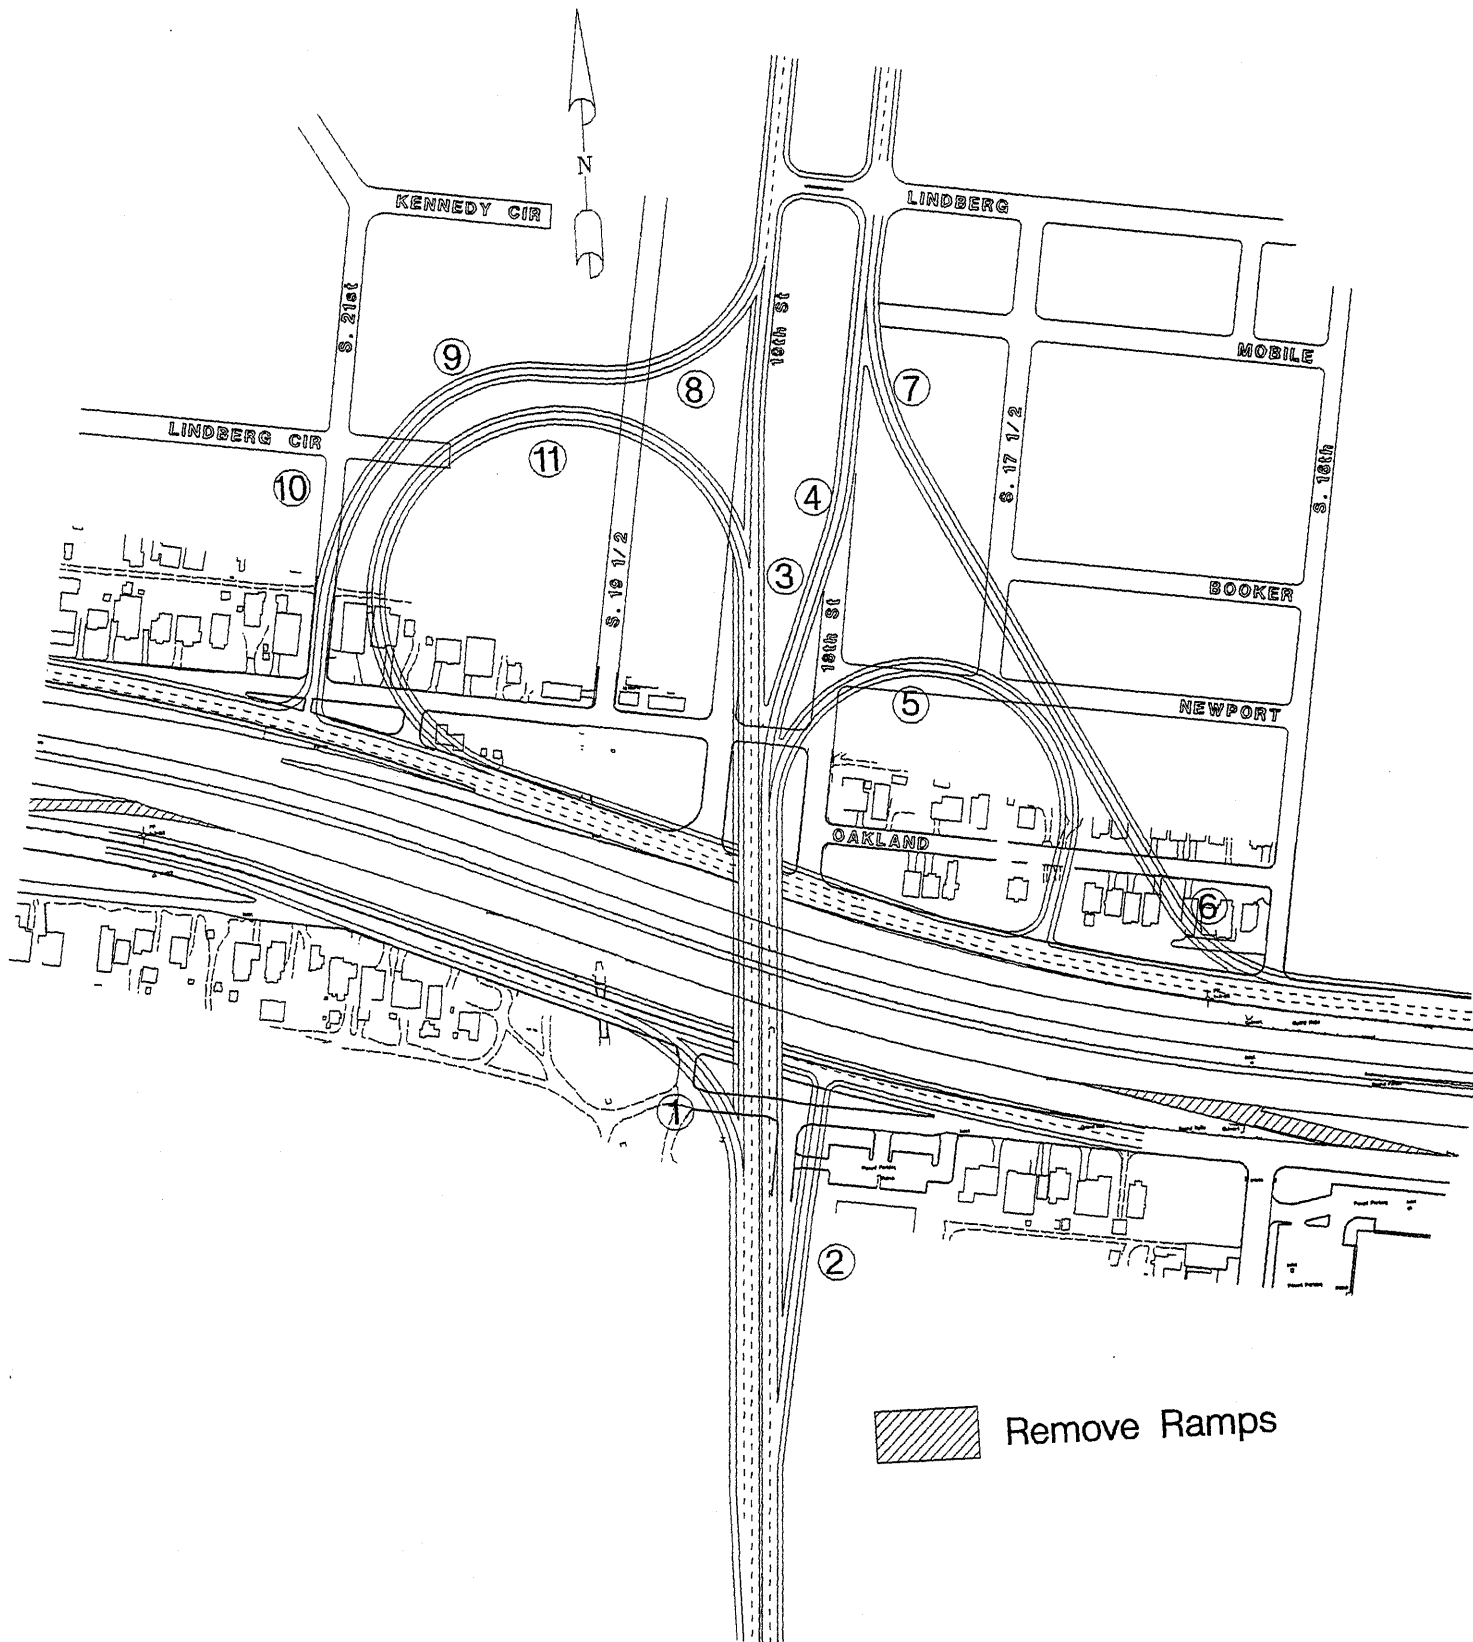 N
KENNEDY CIR
LINDBERG
S. 21st
19th St
MOBILE
9
8
7
S. 17 1/2
LINDBERG CIR
11
10
4
S. 16th
S. 19 1/2
3
BOOKER
18th St
5
NEWPORT
OAKLAND
6
1
2
Remove Ramps